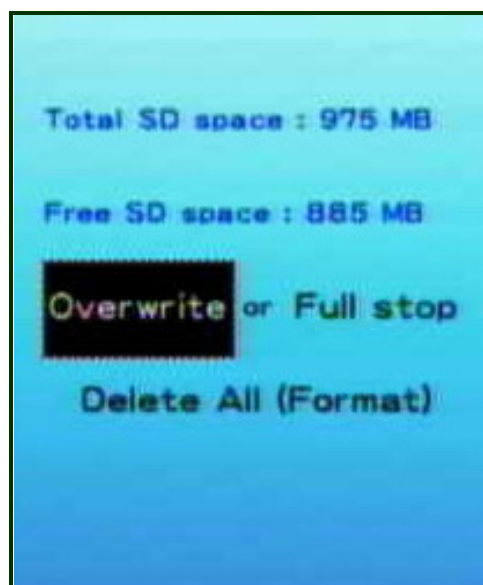 Total SD space : 975 MB
Free SD space : 885 MB
Overwrite or Full stop
Delete All (Format)